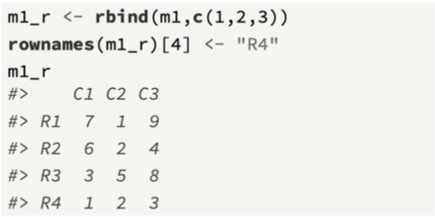 m1_r <- rbind(m1,c(1,2,3))
rownames(m1_r)[4] <- "R4"
m1_r
#>    C1 C2 C3
#> R1  7  1  9
#> R2  6  2  4
#> R3  3  5  8
#> R4  1  2  3